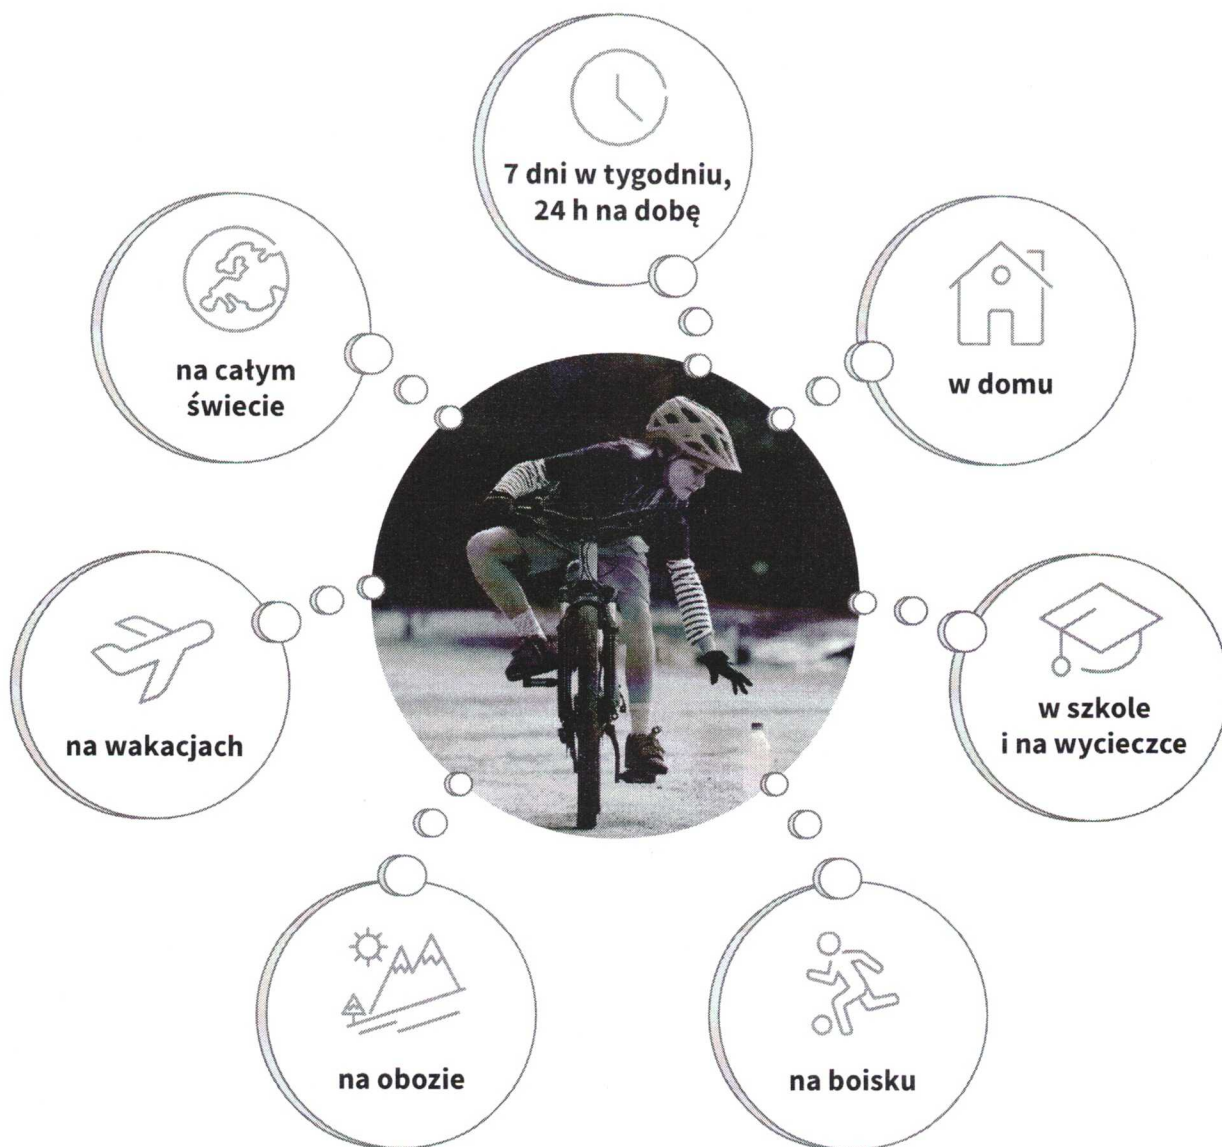 7 dni w tygodniu,
24 h na dobę
na całym
świecie
w domu
na wakacjach
w szkole
i na wycieczce
na obozie
na boisku